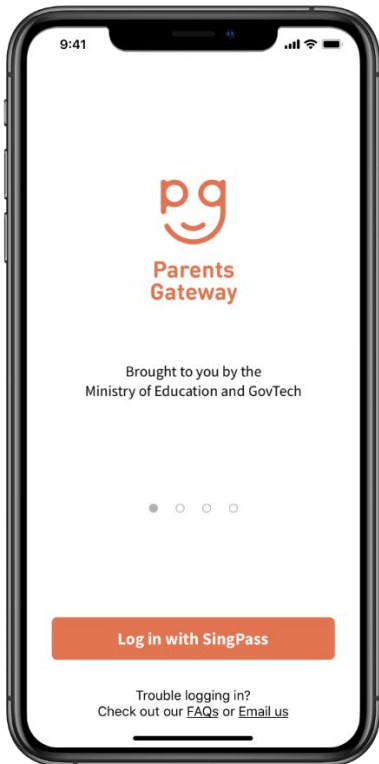 9:41
pg
Parents
Gateway
Brought to you by the
Ministry of Education and GovTech
Log in with SingPass
Trouble logging in?
Check out our FAQs or Email us